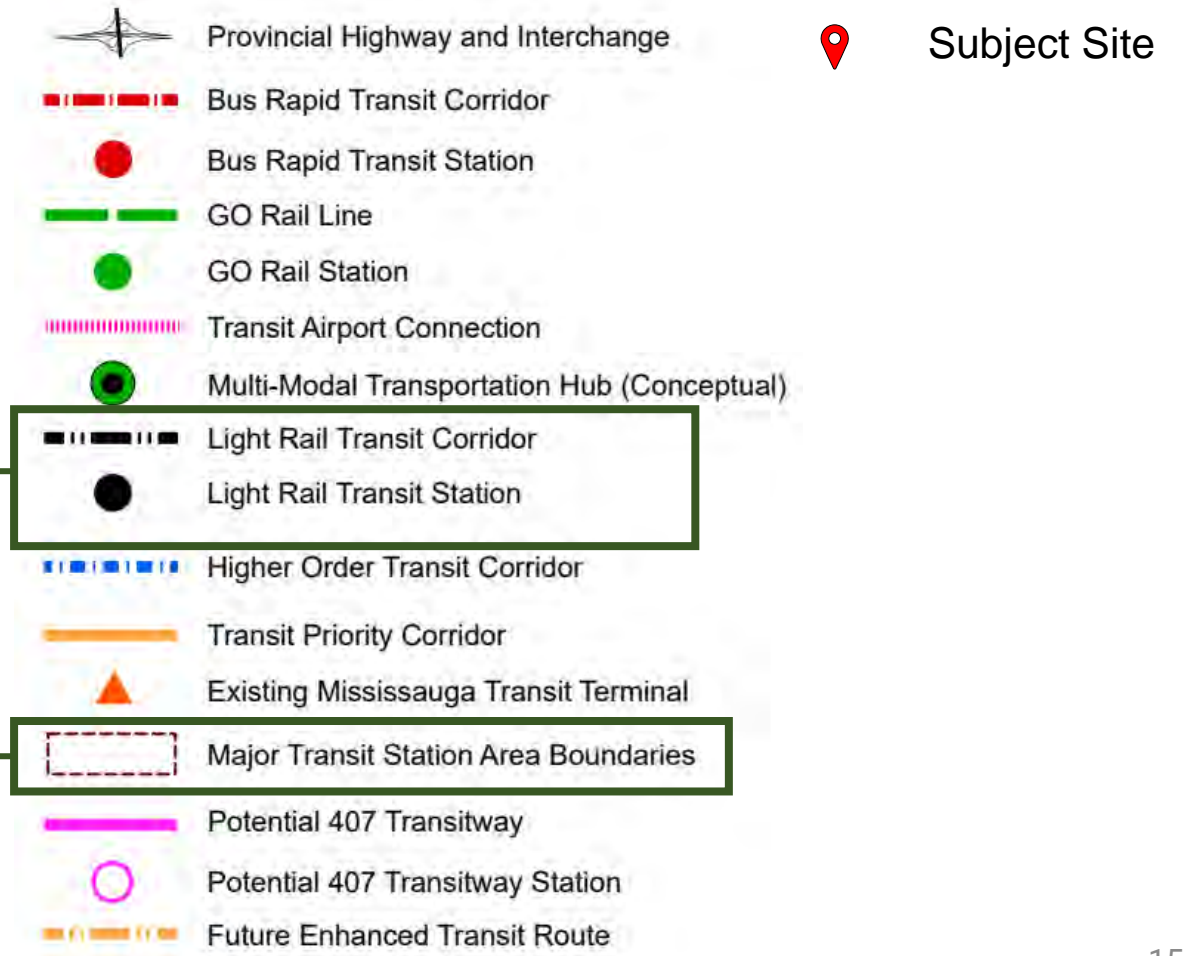 Provincial Highway and Interchange
Subject Site
Bus Rapid Transit Corridor
Bus Rapid Transit Station
GO Rail Line
GO Rail Station
Transit Airport Connection
Multi-Modal Transportation Hub (Conceptual)
Light Rail Transit Corridor
Light Rail Transit Station
Higher Order Transit Corridor
Transit Priority Corridor
Existing Mississauga Transit Terminal
Major Transit Station Area Boundaries
Potential 407 Transitway
Potential 407 Transitway Station
Future Enhanced Transit Route
15